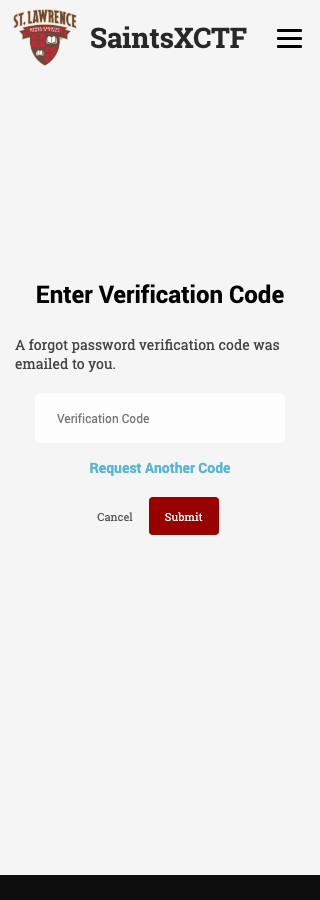 ST. LAWRENCE
SaintsXCTF
Enter Verification Code
A forgot password verification code was
emailed to you.
Verification Code
Request Another Code
Cancel
Submit